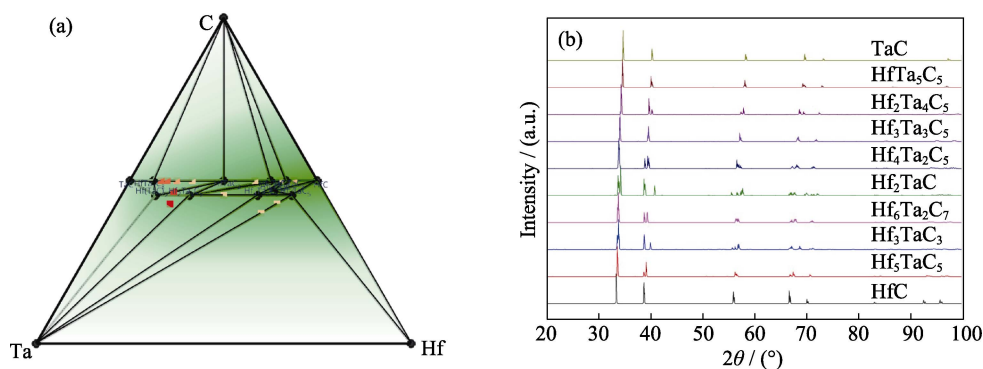 (a)
C
Ta
Hf
(b)
Intensity / (a.u.)
TaC
HfTa₅C₅
Hf₂Ta₄C₅
Hf₃Ta₃C₅
Hf₄Ta₂C₅
Hf₂TaC
Hf₆Ta₂C₇
Hf₃TaC₃
Hf₅TaC₅
HfC
20 30 40 50 60 70 80 90 100
2θ / (°)